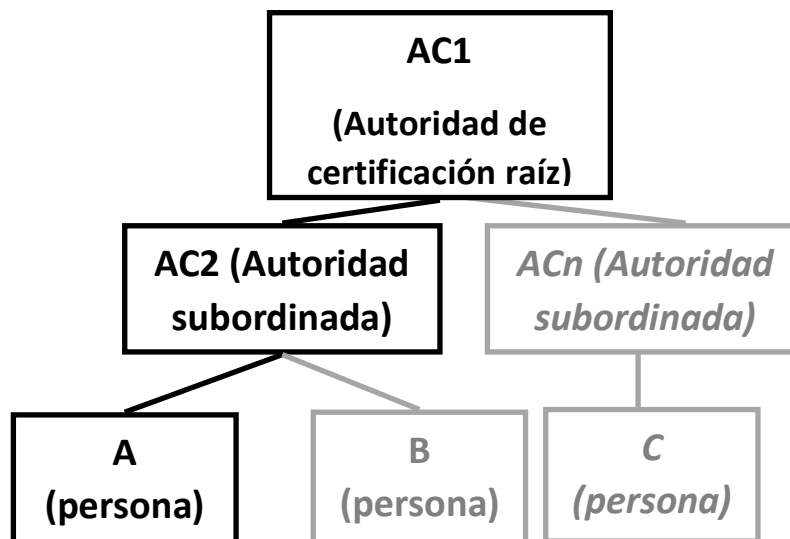 AC1
(Autoridad de
certificación raíz)
AC2 (Autoridad
subordinada)
ACn (Autoridad
subordinada)
A
(persona)
B
(persona)
C
(persona)